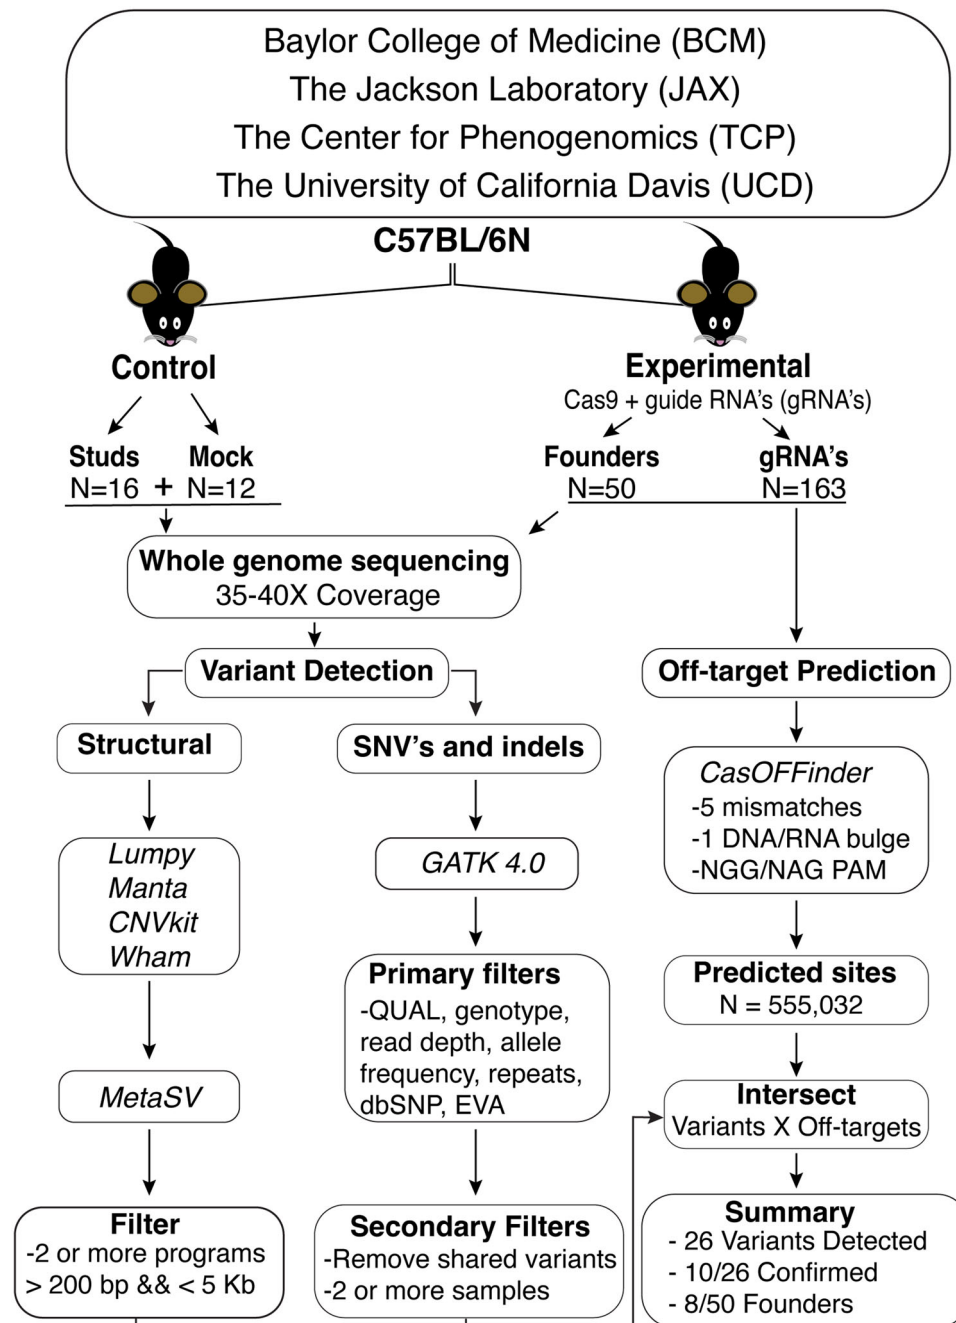 Baylor College of Medicine (BCM)
The Jackson Laboratory (JAX)
The Center for Phenogenomics (TCP)
The University of California Davis (UCD)
C57BL/6N
Control
Experimental
Cas9 + guide RNA's (gRNA's)
Studs
N=16
+
Mock
N=12
Founders
N=50
gRNA's
N=163
Whole genome sequencing
35-40X Coverage
Variant Detection
Off-target Prediction
Structural
SNV's and indels
CasOFFinder
-5 mismatches
-1 DNA/RNA bulge
-NGG/NAG PAM
Lumpy
Manta
CNVkit
Wham
GATK 4.0
Primary filters
-QUAL, genotype,
read depth, allele
frequency, repeats,
dbSNP, EVA
Predicted sites
N = 555,032
MetaSV
Intersect
Variants X Off-targets
Filter
-2 or more programs
> 200 bp && < 5 Kb
Secondary Filters
-Remove shared variants
-2 or more samples
Summary
- 26 Variants Detected
- 10/26 Confirmed
- 8/50 Founders